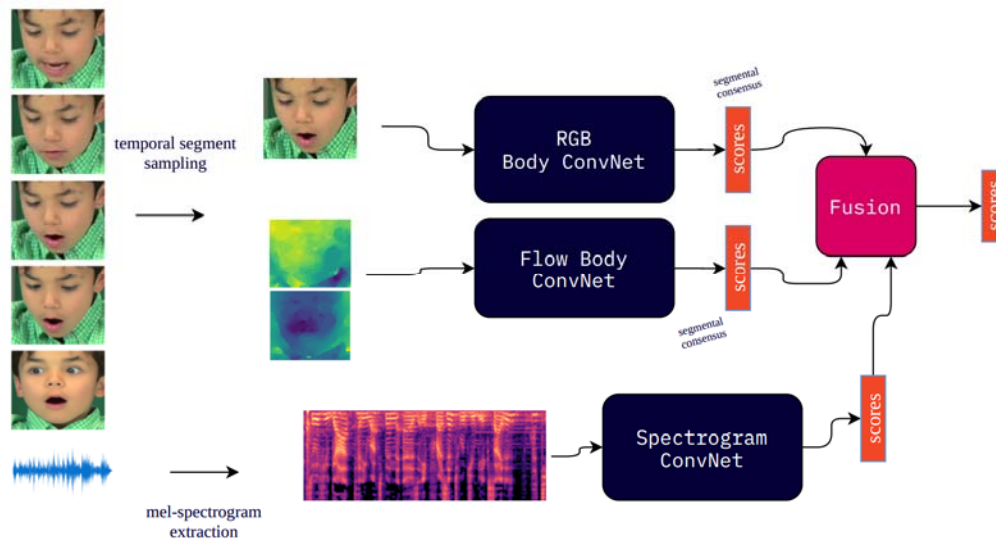 temporal segment
sampling
RGB
Body ConvNet
segmental
consensus
scores
Fusion
scores
Flow Body
ConvNet
scores
segmental
consensus
Spectrogram
ConvNet
scores
mel-spectrogram
extraction